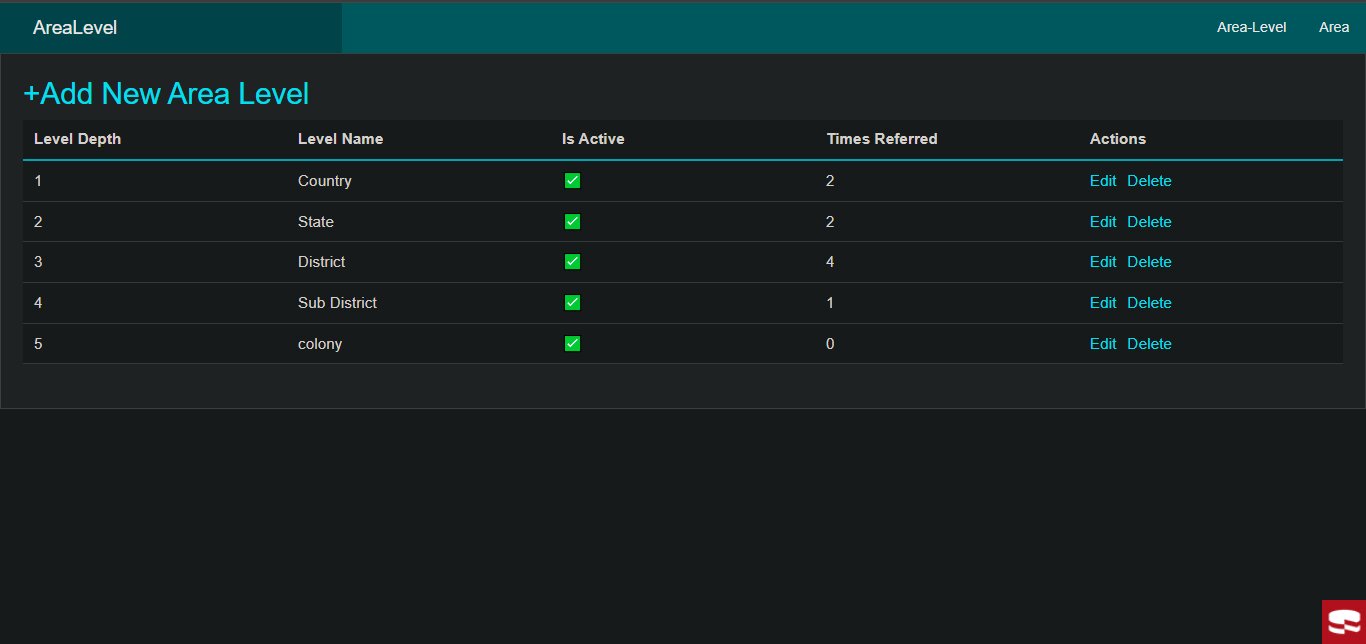 AreaLevel Area-Level Area
+Add New Area Level
Level Depth Level Name Is Active Times Referred Actions
1 Country ✅ 2 Edit Delete
2 State ✅ 2 Edit Delete
3 District ✅ 4 Edit Delete
4 Sub District ✅ 1 Edit Delete
5 colony ✅ 0 Edit Delete